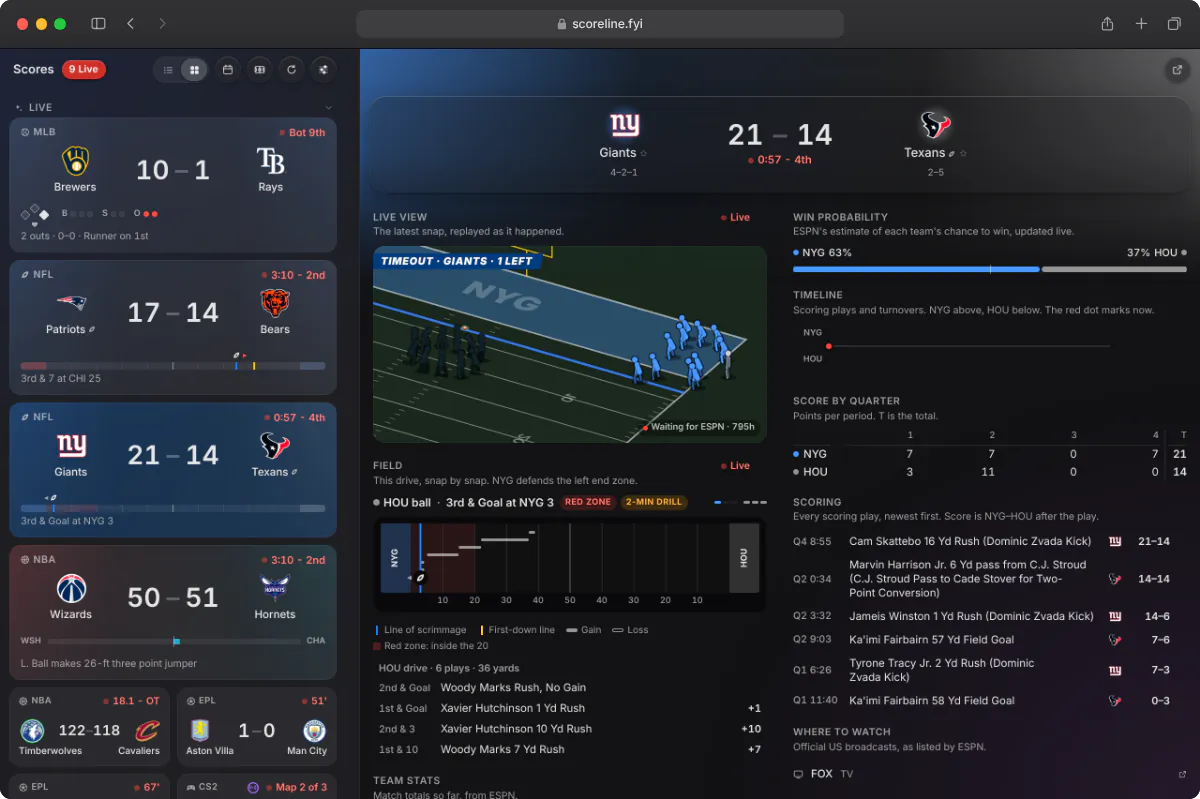 scoreline.fyi
Scores
9 Live
LIVE
MLB
Bot 9th
Brewers
10 – 1
TB
Rays
B S O
2 outs · 0–0 · Runner on 1st
NFL
3:10 - 2nd
Patriots
17 – 14
Bears
3rd & 7 at CHI 25
NFL
0:57 - 4th
ny
Giants
21 – 14
Texans
3rd & Goal at NYG 3
NBA
3:10 - 2nd
Wizards
50 – 51
Hornets
WSH
CHA
L. Ball makes 26-ft three point jumper
NBA
18.1 - OT
122–118
Timberwolves
Cavaliers
EPL
51'
1–0
Aston Villa
Man City
EPL
67'
CS2
Map 2 of 3
ny
Giants
4–2–1
21 – 14
0:57 - 4th
Texans
2–5
LIVE VIEW
Live
The latest snap, replayed as it happened.
TIMEOUT · GIANTS · 1 LEFT
NYG
Waiting for ESPN · 795h
FIELD
Live
This drive, snap by snap. NYG defends the left end zone.
HOU ball · 3rd & Goal at NYG 3
RED ZONE
2-MIN DRILL
NYG
HOU
10 20 30 40 50 40 30 20 10
Line of scrimmage
First-down line
Gain
Loss
Red zone: inside the 20
HOU drive · 6 plays · 36 yards
2nd & Goal Woody Marks Rush, No Gain
1st & Goal Xavier Hutchinson 1 Yd Rush +1
2nd & 3 Xavier Hutchinson 10 Yd Rush +10
1st & 10 Woody Marks 7 Yd Rush +7
TEAM STATS
Match totals so far, from ESPN.
WIN PROBABILITY
ESPN's estimate of each team's chance to win, updated live.
NYG 63%
37% HOU
TIMELINE
Scoring plays and turnovers. NYG above, HOU below. The red dot marks now.
NYG
HOU
SCORE BY QUARTER
Points per period. T is the total.
1 2 3 4 T
NYG 7 7 0 7 21
HOU 3 11 0 0 14
SCORING
Every scoring play, newest first. Score is NYG–HOU after the play.
Q4 8:55 Cam Skattebo 16 Yd Rush (Dominic Zvada Kick) ny 21–14
Marvin Harrison Jr. 6 Yd pass from C.J. Stroud
Q2 0:34 (C.J. Stroud Pass to Cade Stover for Two- 14–14
Point Conversion)
Q2 3:32 Jameis Winston 1 Yd Rush (Dominic Zvada Kick) ny 14–6
Q2 9:03 Ka'imi Fairbairn 57 Yd Field Goal 7–6
Q1 6:26 Tyrone Tracy Jr. 2 Yd Rush (Dominic ny 7–3
Zvada Kick)
Q1 11:40 Ka'imi Fairbairn 58 Yd Field Goal 0–3
WHERE TO WATCH
Official US broadcasts, as listed by ESPN.
FOX TV